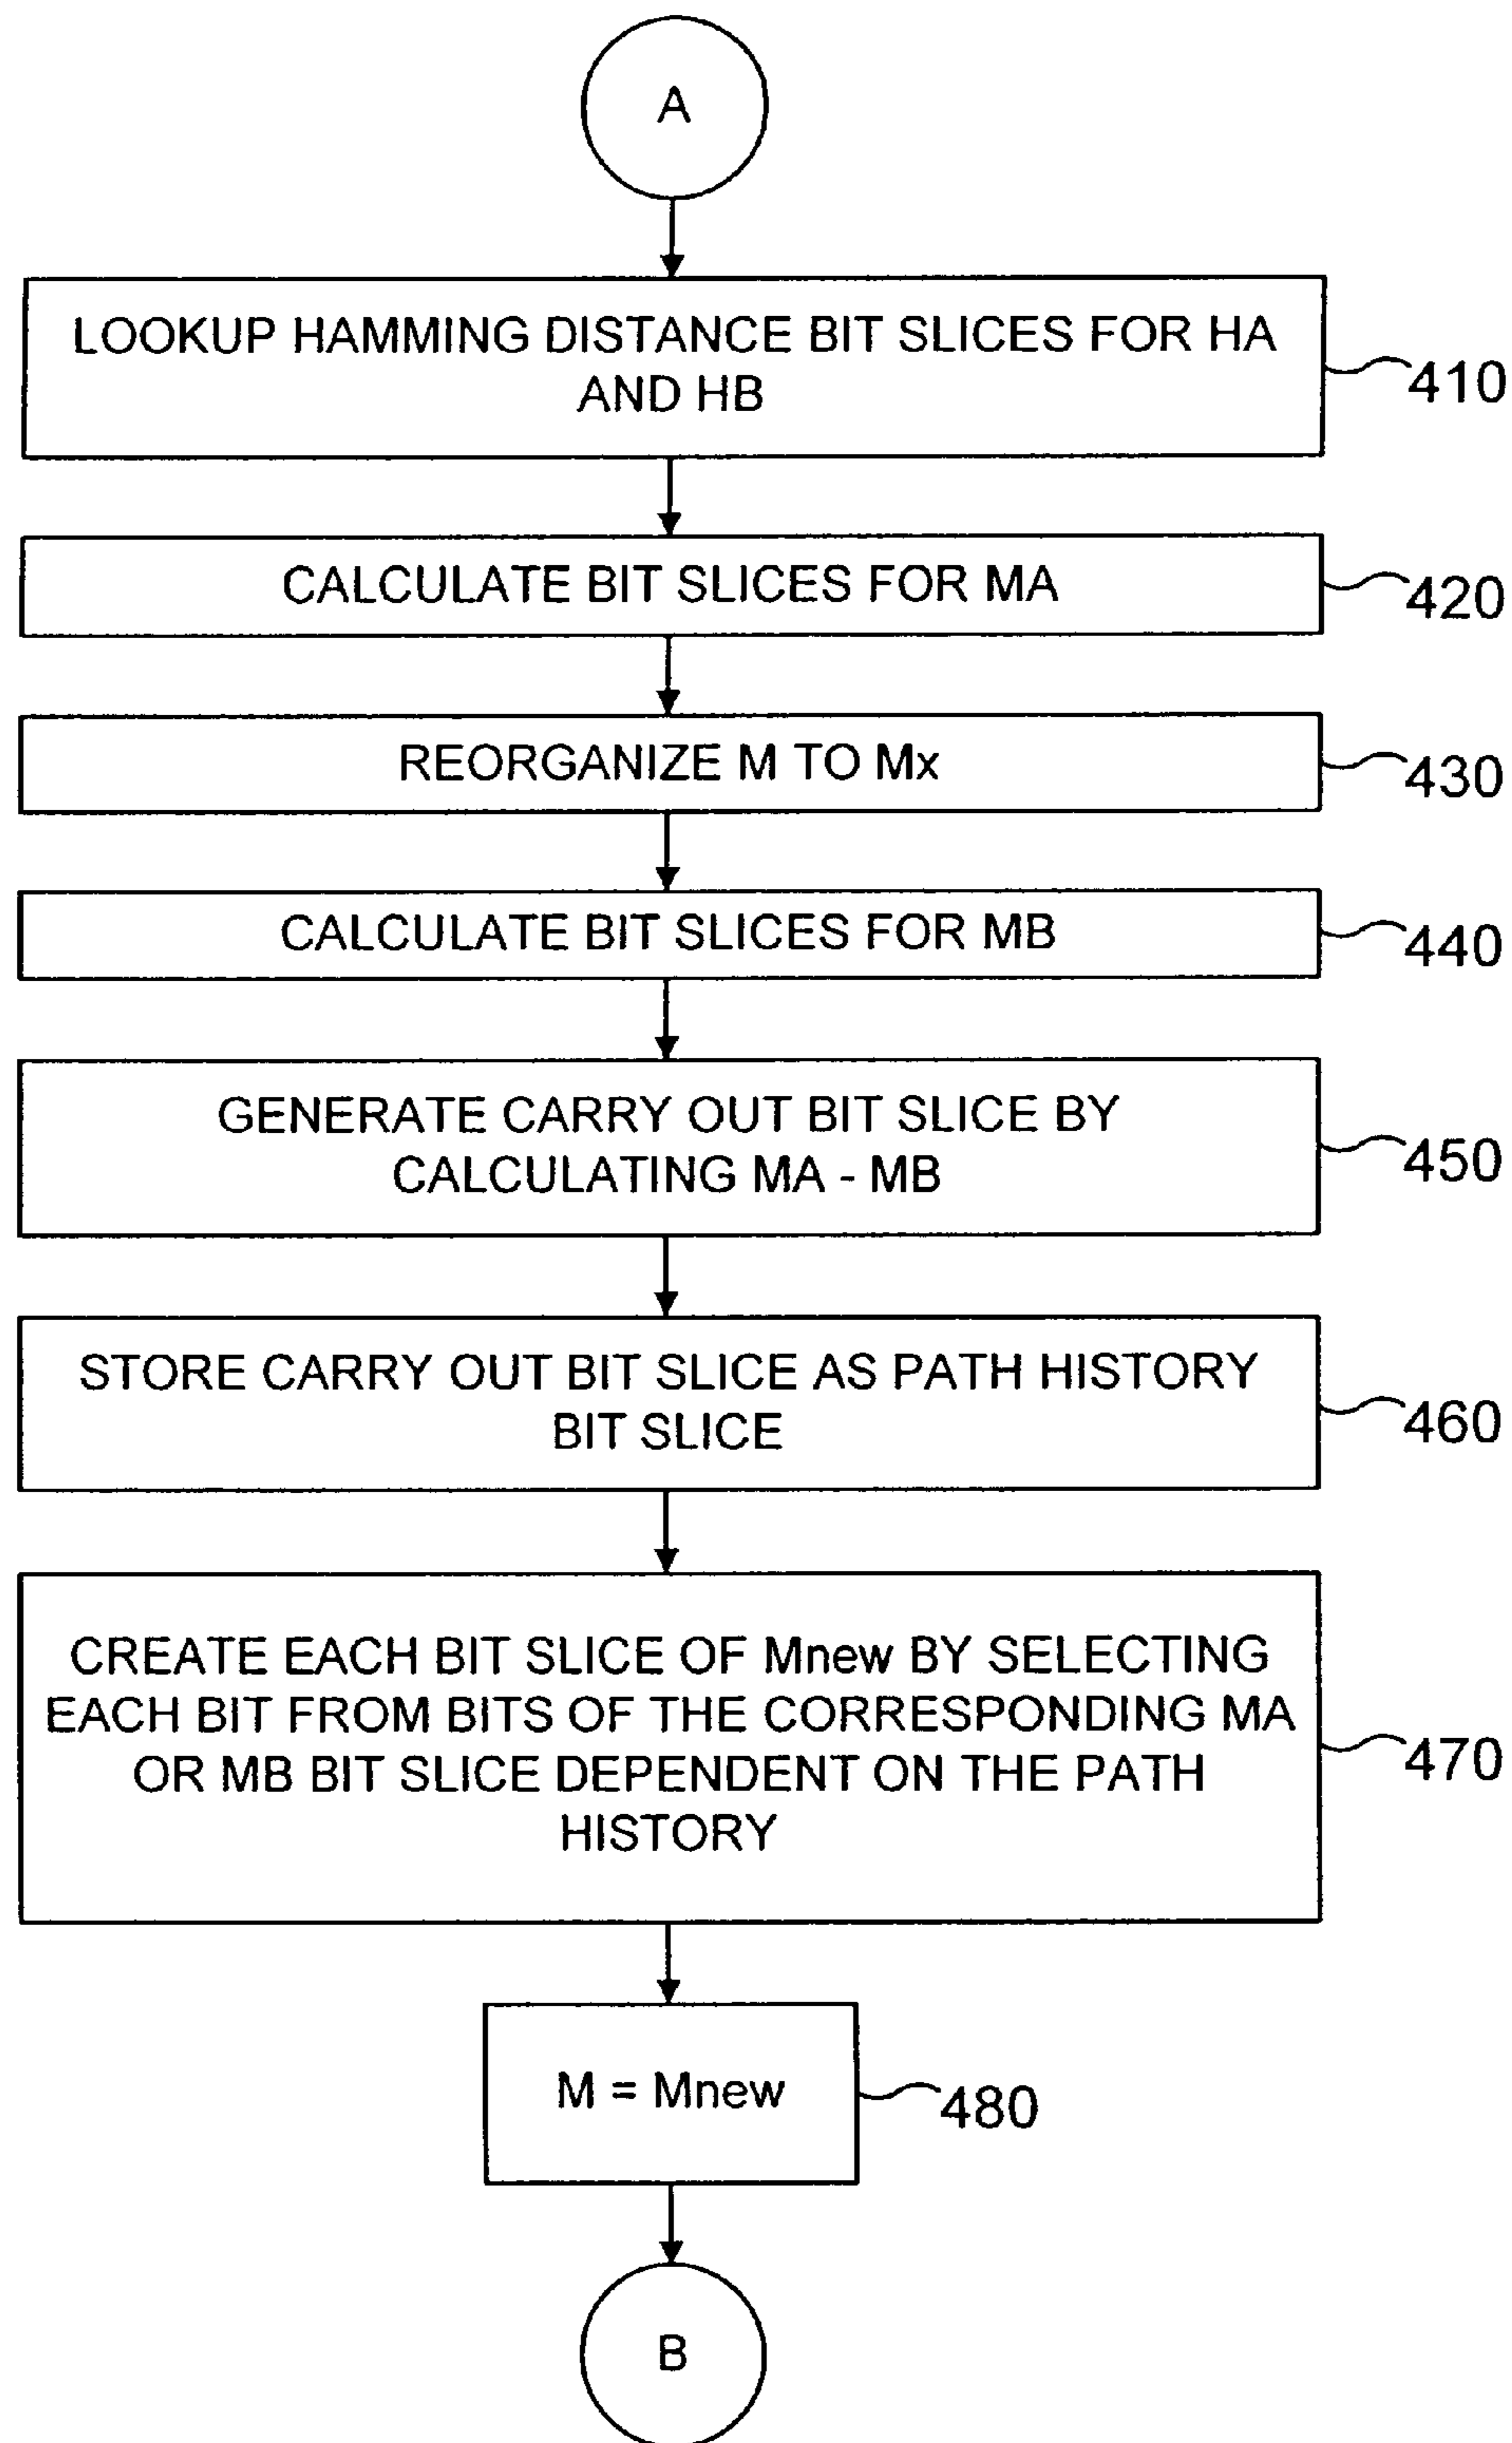 A
LOOKUP HAMMING DISTANCE BIT SLICES FOR HA
AND HB
410
CALCULATE BIT SLICES FOR MA
420
REORGANIZE M TO Mx
430
CALCULATE BIT SLICES FOR MB
440
GENERATE CARRY OUT BIT SLICE BY
CALCULATING MA - MB
450
STORE CARRY OUT BIT SLICE AS PATH HISTORY
BIT SLICE
460
CREATE EACH BIT SLICE OF Mnew BY SELECTING
EACH BIT FROM BITS OF THE CORRESPONDING MA
OR MB BIT SLICE DEPENDENT ON THE PATH
HISTORY
470
M = Mnew
480
B